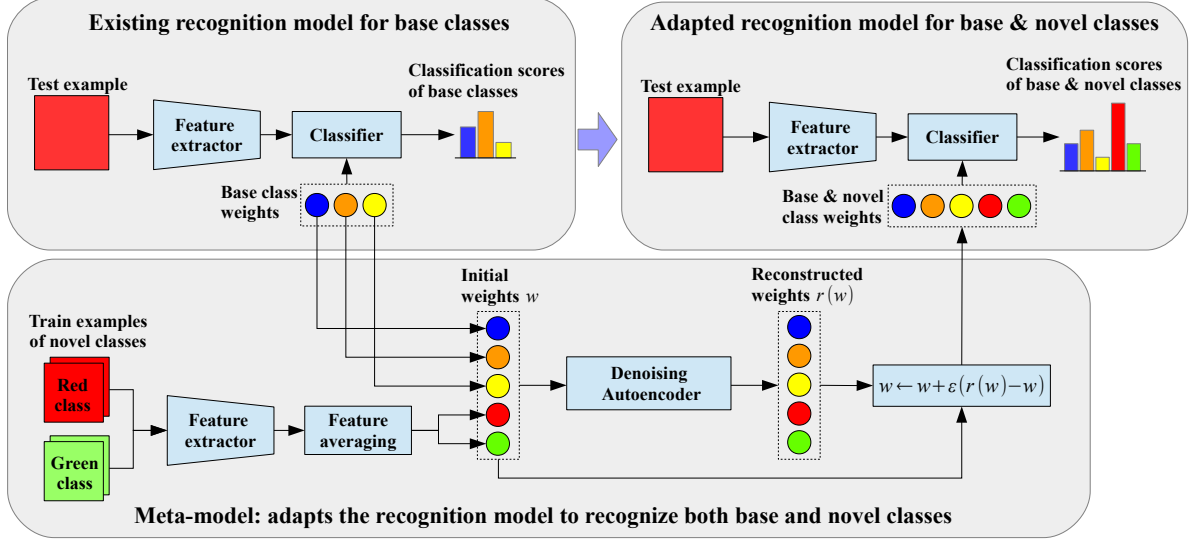 Existing recognition model for base classes
Test example
Feature
extractor
Classifier
Classification scores
of base classes
Base class
weights
Adapted recognition model for base & novel classes
Test example
Feature
extractor
Classifier
Classification scores
of base & novel classes
Base & novel
class weights
Train examples
of novel classes
Red
class
Green
class
Feature
extractor
Feature
averaging
Initial
weights w
Denoising
Autoencoder
Reconstructed
weights r(w)
w ← w + ε(r(w) − w)
Meta-model: adapts the recognition model to recognize both base and novel classes